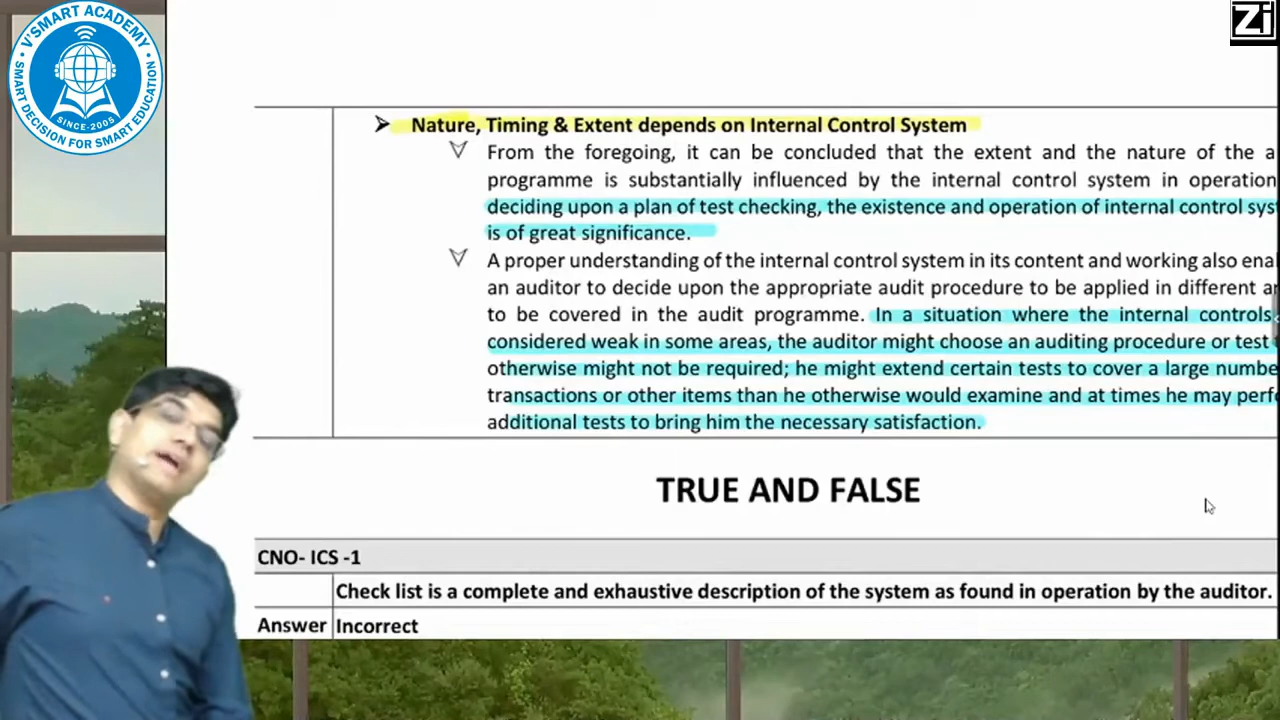 V'SMART ACADEMY
SMART DECISION FOR SMART EDUCATION
SINCE-2005
Zi
Nature, Timing & Extent depends on Internal Control System
From the foregoing, it can be concluded that the extent and the nature of the a
programme is substantially influenced by the internal control system in operation
deciding upon a plan of test checking, the existence and operation of internal control sys
is of great significance.
A proper understanding of the internal control system in its content and working also ena
an auditor to decide upon the appropriate audit procedure to be applied in different a
to be covered in the audit programme. In a situation where the internal controls
considered weak in some areas, the auditor might choose an auditing procedure or test
otherwise might not be required; he might extend certain tests to cover a large numbe
transactions or other items than he otherwise would examine and at times he may perf
additional tests to bring him the necessary satisfaction.
TRUE AND FALSE
CNO- ICS -1
Check list is a complete and exhaustive description of the system as found in operation by the auditor.
Answer Incorrect